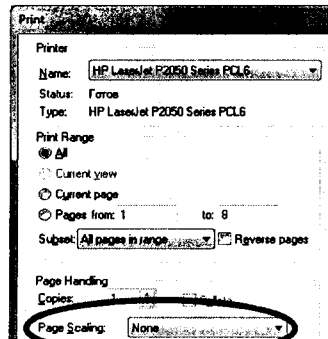 Print
Printer
Name: HP LaserJet P2050 Series PCL6
Status: Готов
Type: HP LaserJet P2050 Series PCL6
Print Range
All
Current view
Current page
Pages from: 1 to: 8
Subset: All pages in range Reverse pages
Page Handling
Copies: 1
Page Scaling: None